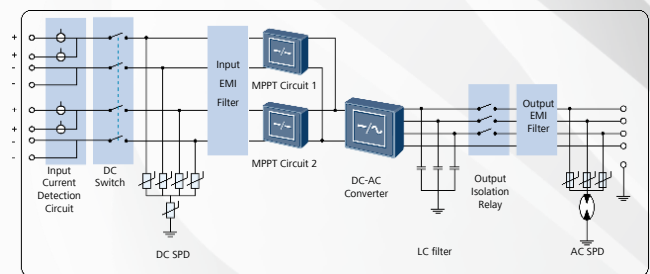 +
+
-
-
+
+
-
-
Input
Current
Detection
Circuit
DC
Switch
DC SPD
Input
EMI
Filter
MPPT Circuit 1
MPPT Circuit 2
DC-AC
Converter
LC filter
Output
Isolation
Relay
Output
EMI
Filter
AC SPD